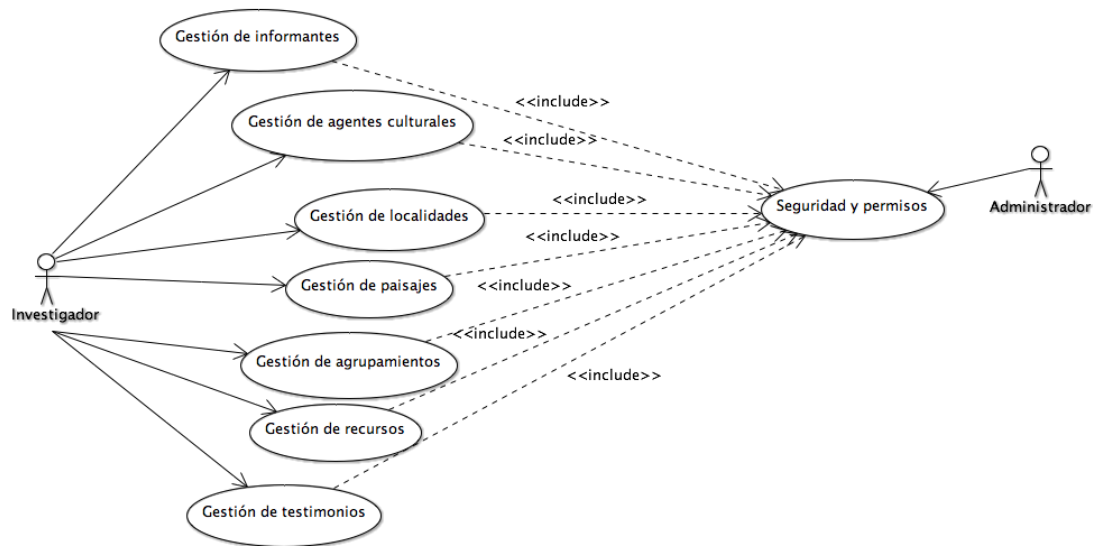 Gestión de informantes
<<include>>
Gestión de agentes culturales
<<include>>
Seguridad y permisos
Administrador
Gestión de localidades
<<include>>
<<include>>
Investigador
Gestión de paisajes
<<include>>
<<include>>
Gestión de agrupamientos
<<include>>
Gestión de recursos
Gestión de testimonios